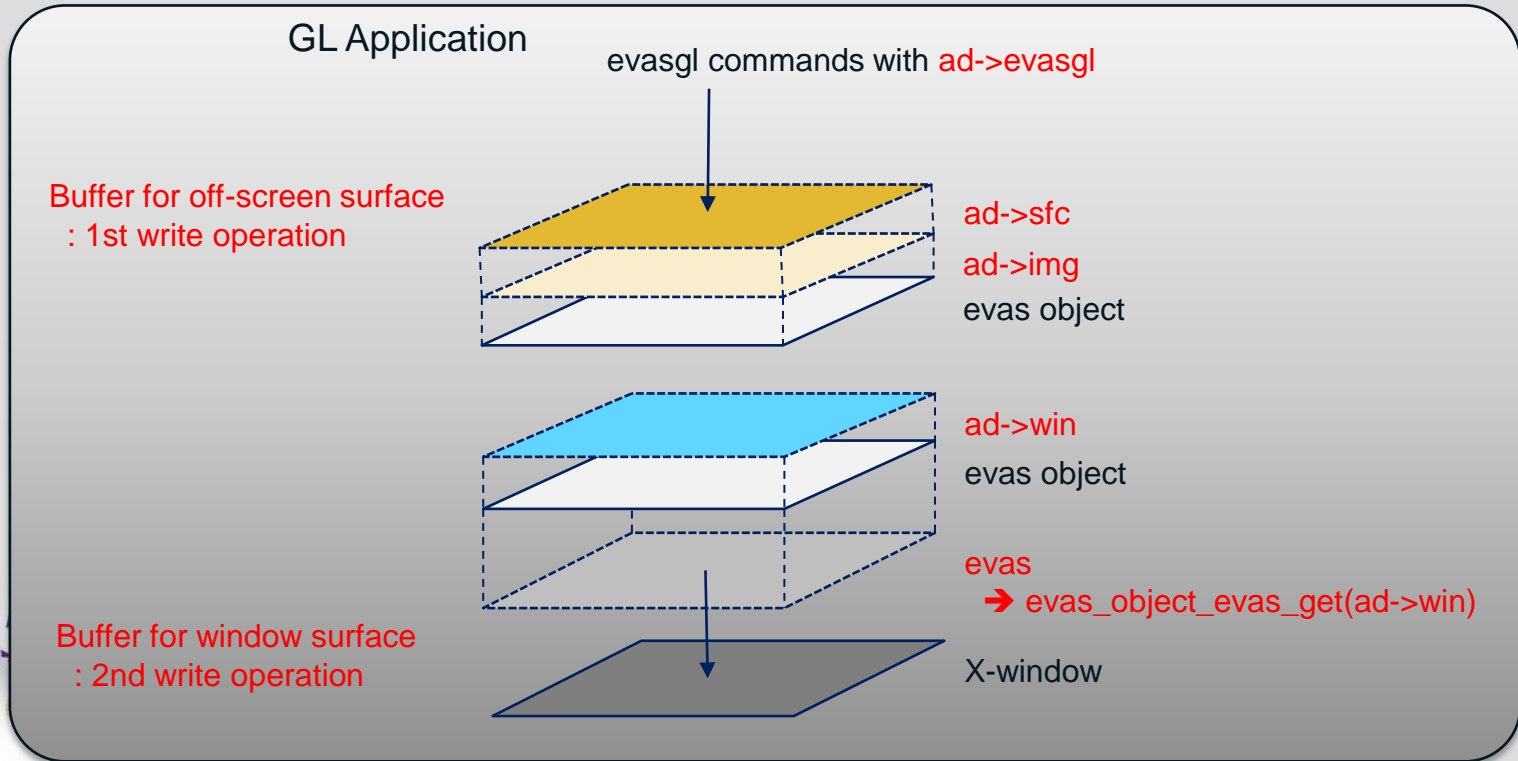 GL Application
evasgl commands with ad->evasgl
Buffer for off-screen surface
: 1st write operation
ad->sfc
ad->img
evas object
ad->win
evas object
evas
➔ evas_object_evas_get(ad->win)
Buffer for window surface
: 2nd write operation
X-window